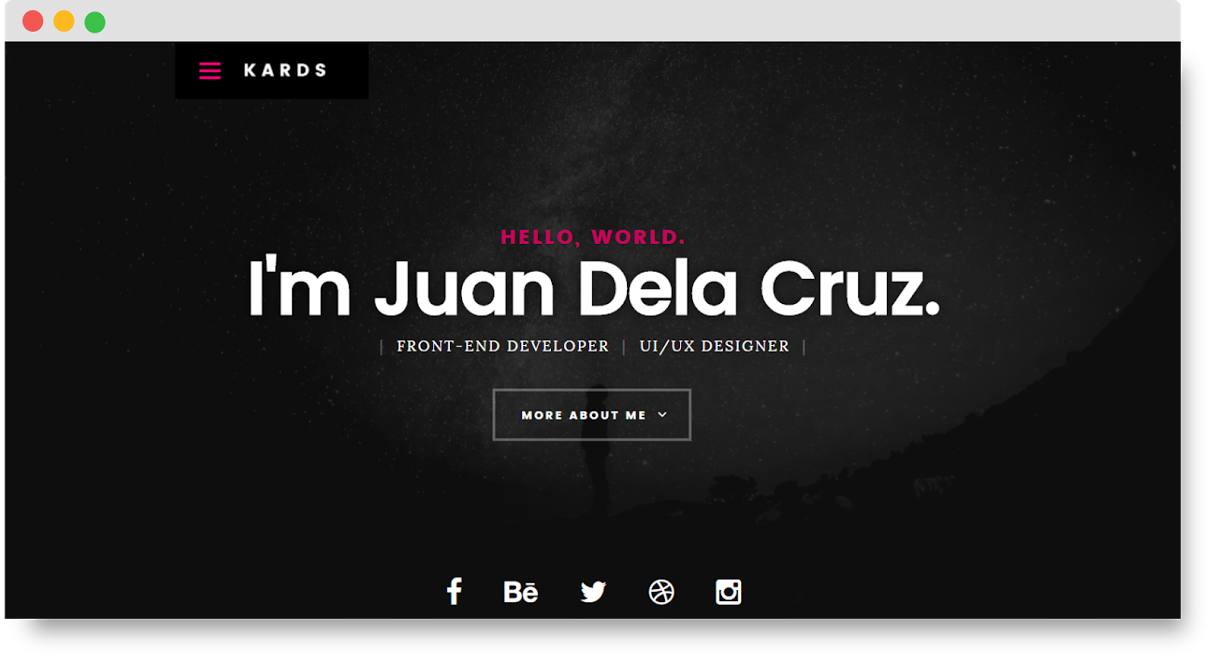 KARDS
HELLO, WORLD.
I'm Juan Dela Cruz.
| FRONT-END DEVELOPER | UI/UX DESIGNER |
MORE ABOUT ME
Bē